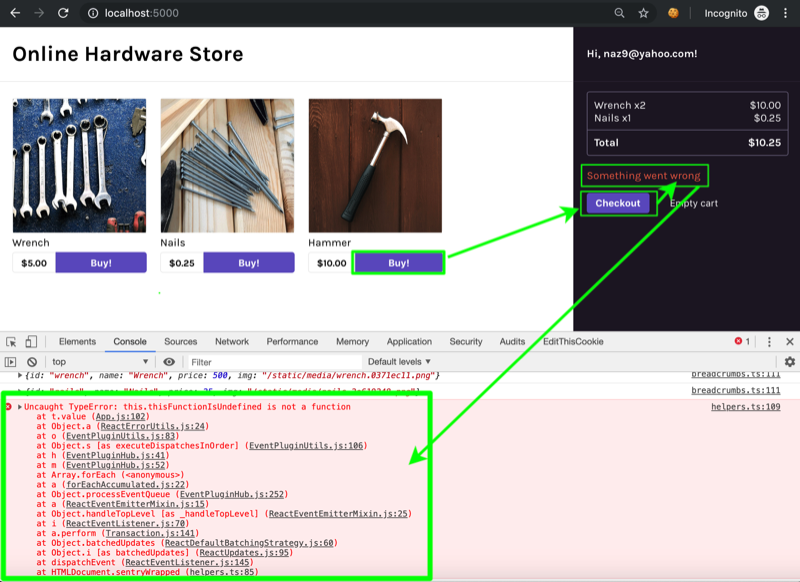 localhost:5000
Incognito
Online Hardware Store
Hi, naz9@yahoo.com!
Wrench x2 $10.00
Nails x1 $0.25
Total $10.25
Something went wrong
Checkout Empty cart
Wrench
$5.00 Buy!
Nails
$0.25 Buy!
Hammer
$10.00 Buy!
Elements Console Sources Network Performance Memory Application Security Audits EditThisCookie 1
top Filter Default levels
{id: "wrench", name: "Wrench", price: 500, img: "/static/media/wrench.0371ec11.png"} breadcrumbs.ts:111
breadcrumbs.ts:111
Uncaught TypeError: this.thisFunctionIsUndefined is not a function helpers.ts:109
at t.value (App.js:102)
at Object.a (ReactErrorUtils.js:24)
at o (EventPluginUtils.js:83)
at Object.s [as executeDispatchesInOrder] (EventPluginUtils.js:106)
at h (EventPluginHub.js:41)
at m (EventPluginHub.js:52)
at Array.forEach (<anonymous>)
at a (forEachAccumulated.js:22)
at Object.processEventQueue (EventPluginHub.js:252)
at a (ReactEventEmitterMixin.js:15)
at Object.handleTopLevel [as _handleTopLevel] (ReactEventEmitterMixin.js:25)
at i (ReactEventListener.js:70)
at a.perform (Transaction.js:141)
at Object.batchedUpdates (ReactDefaultBatchingStrategy.js:60)
at Object.i [as batchedUpdates] (ReactUpdates.js:95)
at dispatchEvent (ReactEventListener.js:145)
at HTMLDocument.sentryWrapped (helpers.ts:85)